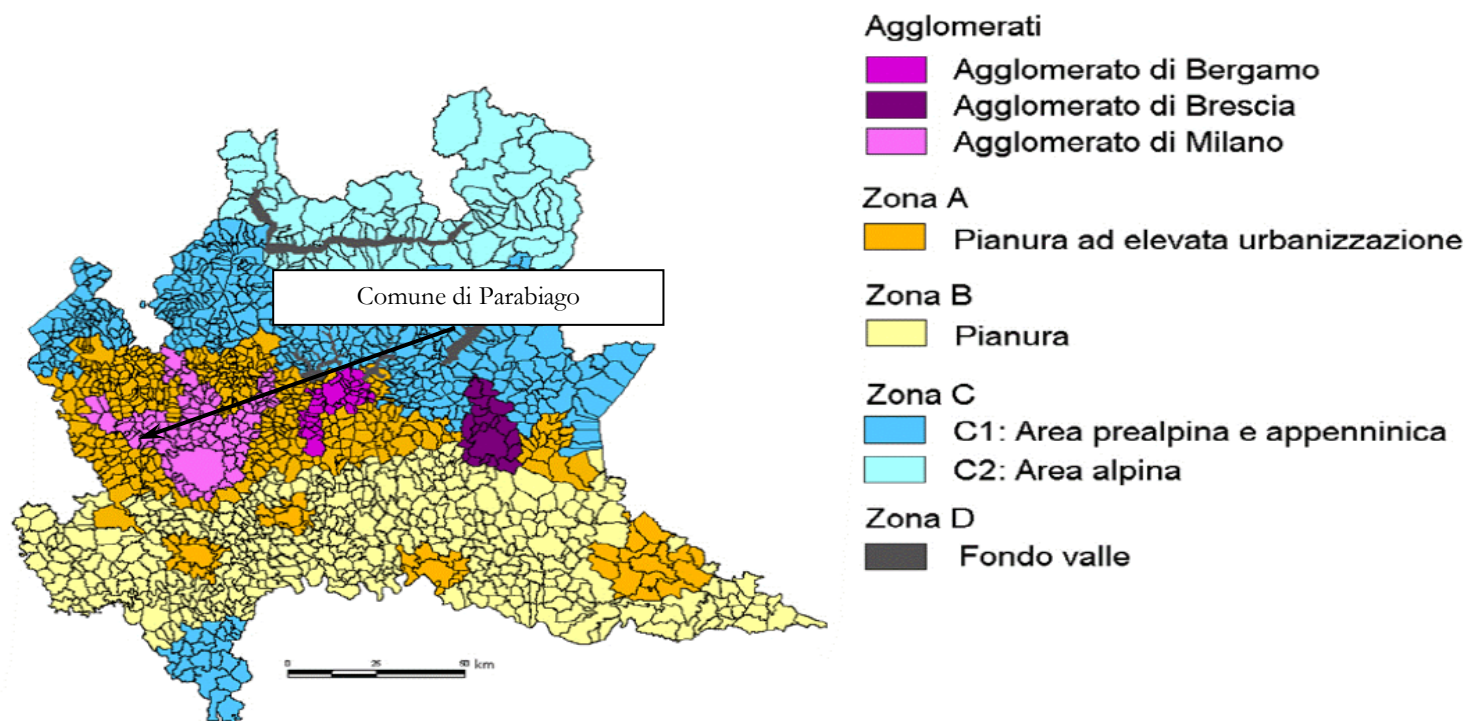 Agglomerati
Agglomerato di Bergamo
Agglomerato di Brescia
Agglomerato di Milano
Zona A
Pianura ad elevata urbanizzazione
Zona B
Pianura
Zona C
C1: Area prealpina e appenninica
C2: Area alpina
Zona D
Fondo valle
Comune di Parabiago
0 25 50 km